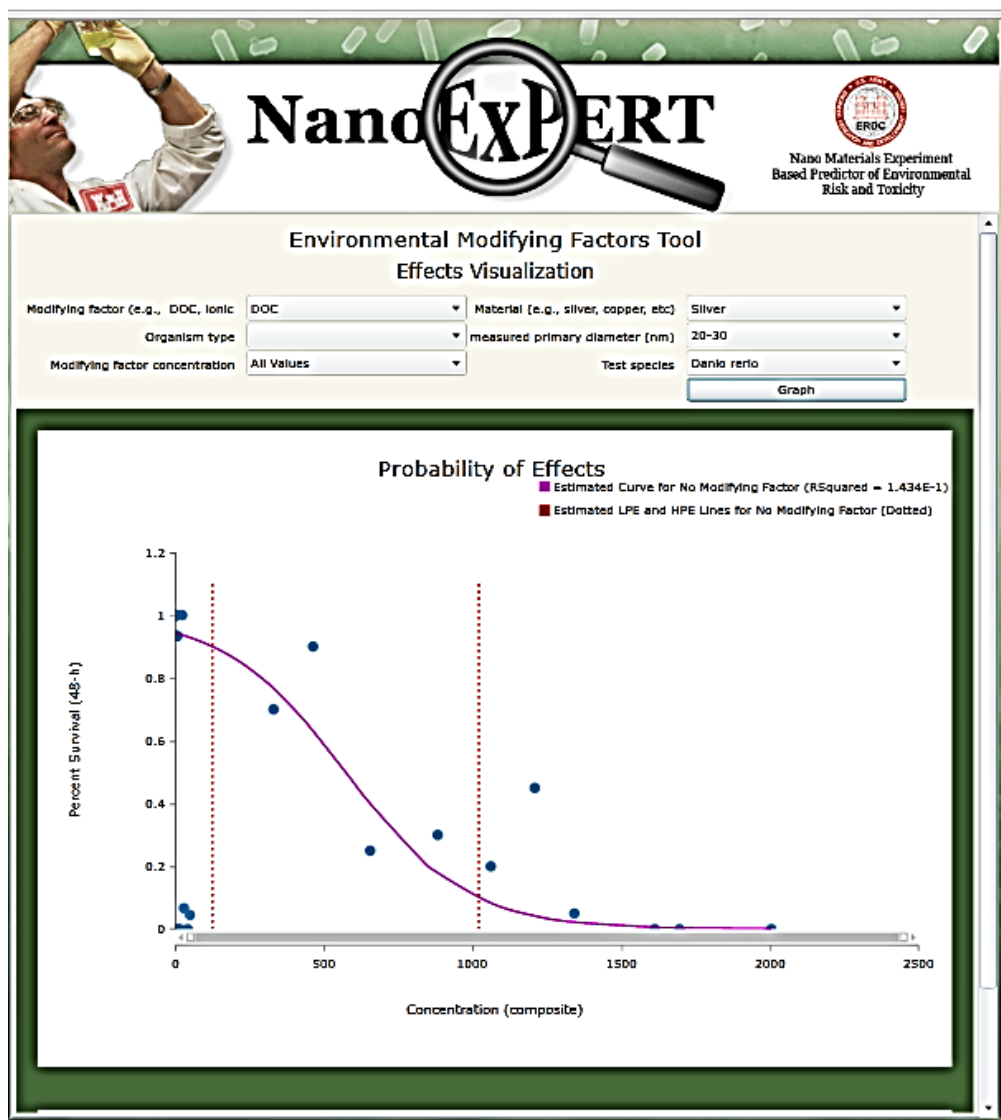 NanoExPERT
ERDC
Nano Materials Experiment
Based Predictor of Environmental
Risk and Toxicity
Environmental Modifying Factors Tool
Effects Visualization
Modifying factor (e.g., DOC, ionic DOC Material (e.g., silver, copper, etc) Silver
Organism type measured primary diameter (nm) 20-30
Modifying factor concentration All Values Test species Danio rerio
Graph
Probability of Effects
Estimated Curve for No Modifying Factor (RSquared = 1.434E-1)
Estimated LPE and HPE Lines for No Modifying Factor (Dotted)
1.2
1
0.8
0.6
0.4
0.2
0
Percent Survival (48-h)
0 500 1000 1500 2000 2500
Concentration (composite)